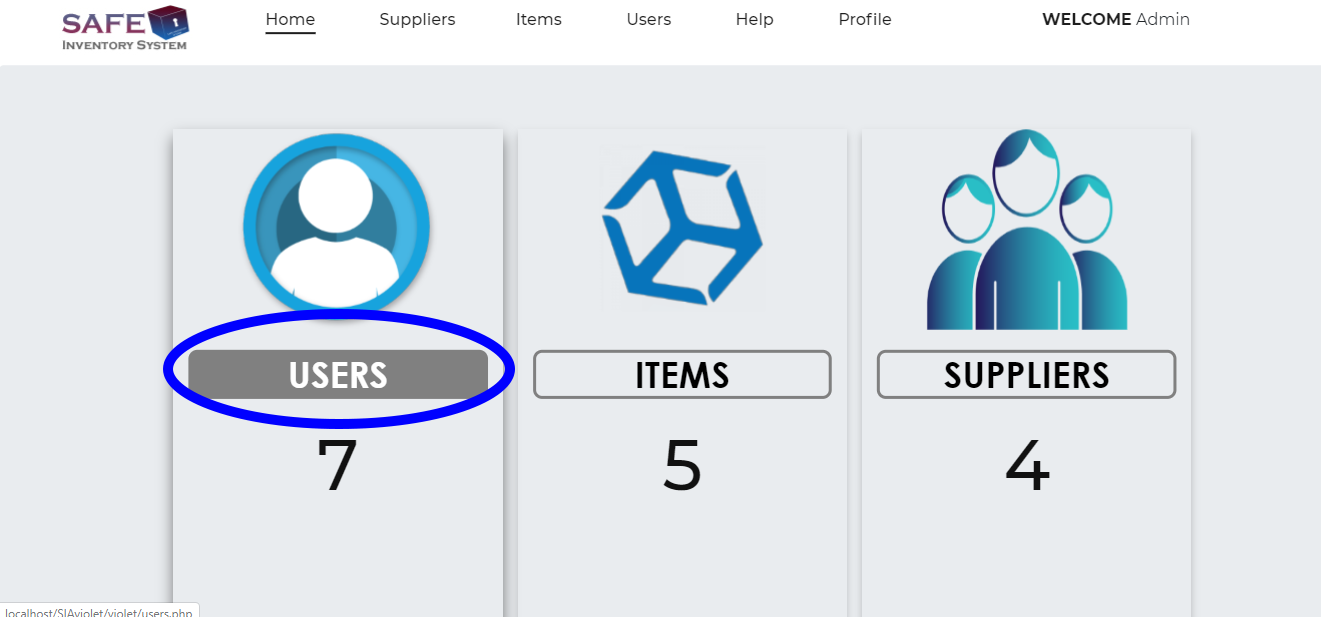 SAFE
INVENTORY SYSTEM
Home Suppliers Items Users Help Profile WELCOME Admin
USERS ITEMS SUPPLIERS
7 5 4
localhost/SIAviolet/violet/users.php